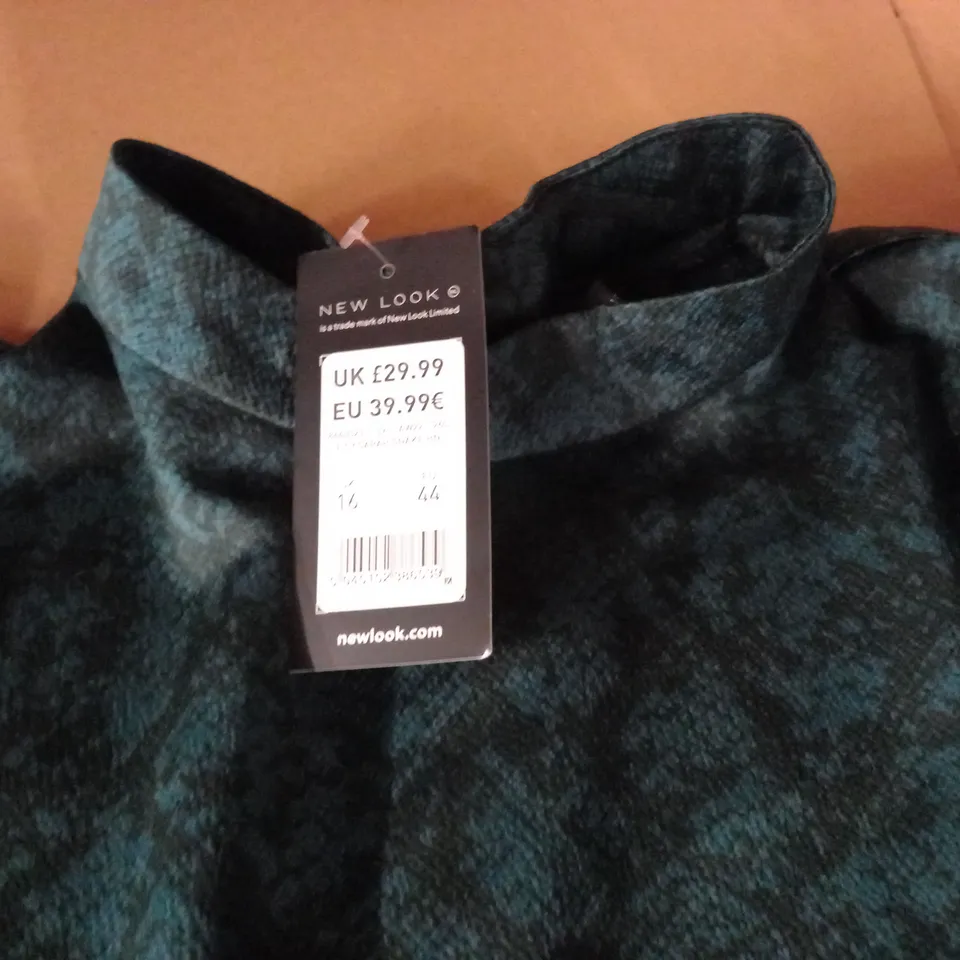 NEW LOOK
is a trade mark of New Look Limited
UK £29.99
EU 39.99€
16 44
newlook.com